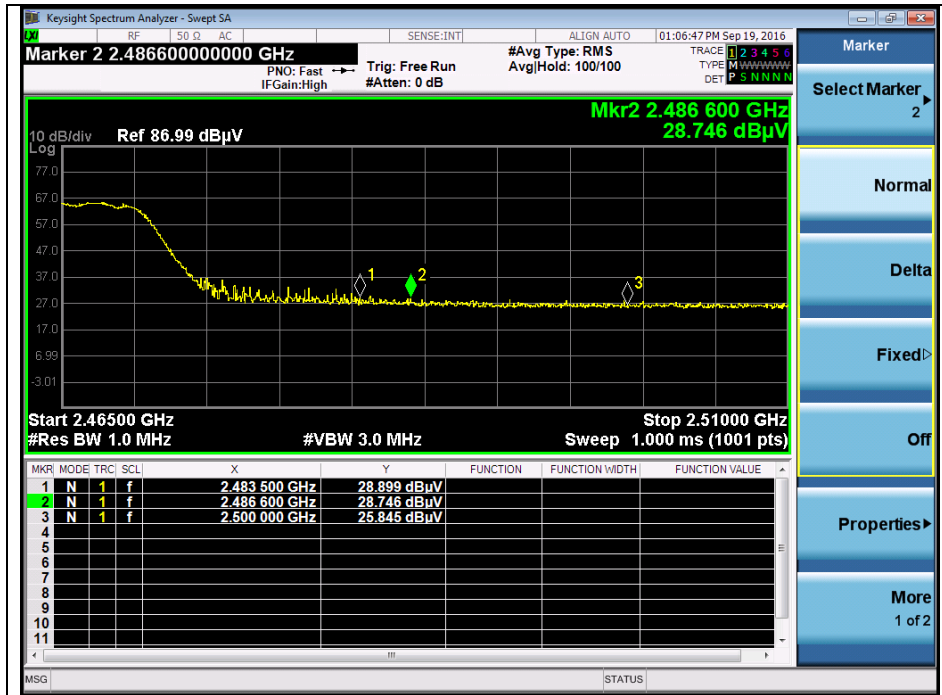 Keysight Spectrum Analyzer - Swept SA
LXI RF 50 Ω AC SENSE:INT ALIGN AUTO 01:06:47 PM Sep 19, 2016
Marker 2 2.486600000000 GHz
PNO: Fast
IFGain:High
Trig: Free Run
#Atten: 0 dB
#Avg Type: RMS
Avg|Hold: 100/100
TRACE 1 2 3 4 5 6
TYPE M WWWWW
DET P S N N N N
Mkr2 2.486 600 GHz
28.746 dBµV
10 dB/div Ref 86.99 dBµV
Log
77.0
67.0
57.0
47.0
37.0
27.0
17.0
6.99
-3.01
1
2
3
Start 2.46500 GHz Stop 2.51000 GHz
#Res BW 1.0 MHz #VBW 3.0 MHz Sweep 1.000 ms (1001 pts)
MKR MODE TRC SCL X Y FUNCTION FUNCTION WIDTH FUNCTION VALUE
1 N 1 f 2.483 500 GHz 28.899 dBµV
2 N 1 f 2.486 600 GHz 28.746 dBµV
3 N 1 f 2.500 000 GHz 25.845 dBµV
4
5
6
7
8
9
10
11
MSG STATUS
Marker
Select Marker
2
Normal
Delta
Fixed
Off
Properties
More
1 of 2